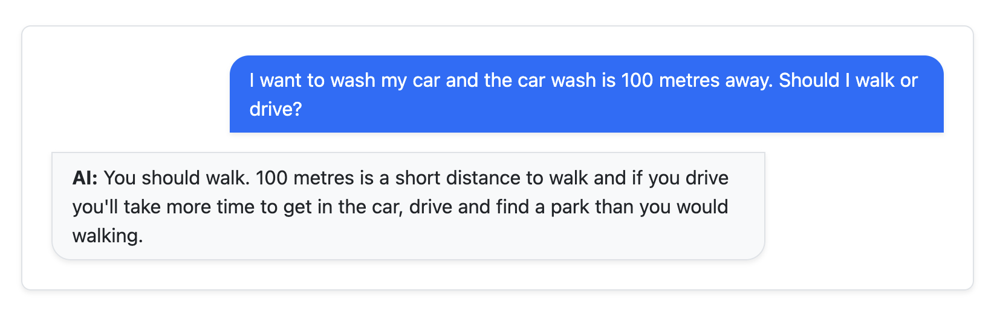 I want to wash my car and the car wash is 100 metres away. Should I walk or
drive?
AI: You should walk. 100 metres is a short distance to walk and if you drive
you'll take more time to get in the car, drive and find a park than you would
walking.